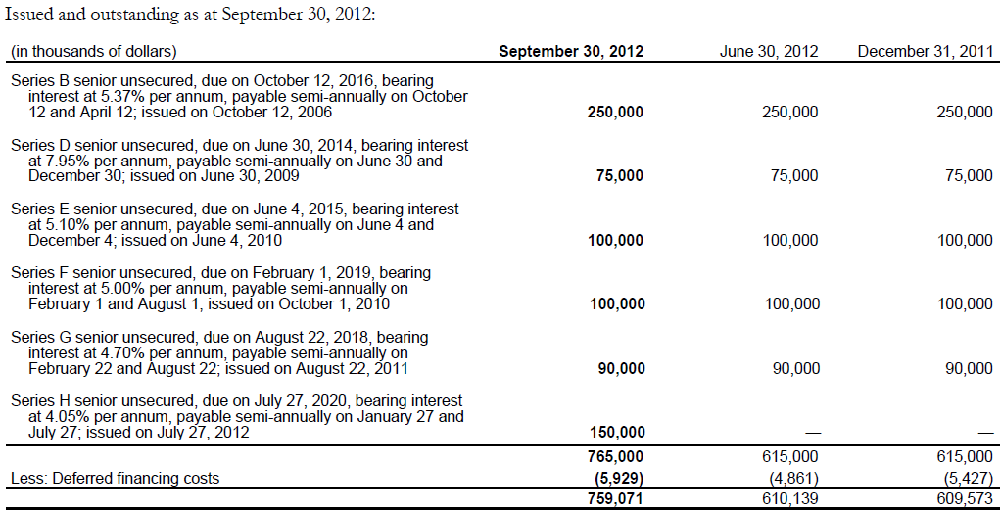 Issued and outstanding as at September 30, 2012:
(in thousands of dollars) September 30, 2012 June 30, 2012 December 31, 2011
Series B senior unsecured, due on October 12, 2016, bearing
interest at 5.37% per annum, payable semi-annually on October
12 and April 12; issued on October 12, 2006 250,000 250,000 250,000
Series D senior unsecured, due on June 30, 2014, bearing interest
at 7.95% per annum, payable semi-annually on June 30 and
December 30; issued on June 30, 2009 75,000 75,000 75,000
Series E senior unsecured, due on June 4, 2015, bearing interest
at 5.10% per annum, payable semi-annually on June 4 and
December 4; issued on June 4, 2010 100,000 100,000 100,000
Series F senior unsecured, due on February 1, 2019, bearing
interest at 5.00% per annum, payable semi-annually on
February 1 and August 1; issued on October 1, 2010 100,000 100,000 100,000
Series G senior unsecured, due on August 22, 2018, bearing
interest at 4.70% per annum, payable semi-annually on
February 22 and August 22; issued on August 22, 2011 90,000 90,000 90,000
Series H senior unsecured, due on July 27, 2020, bearing interest
at 4.05% per annum, payable semi-annually on January 27 and
July 27; issued on July 27, 2012 150,000 — —
765,000 615,000 615,000
Less: Deferred financing costs (5,929) (4,861) (5,427)
759,071 610,139 609,573